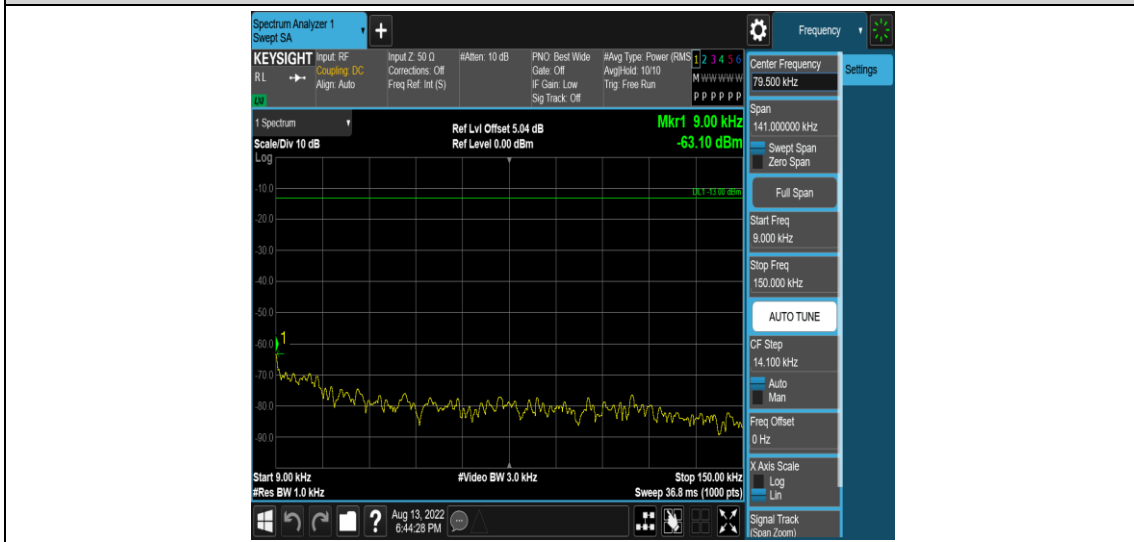 Spectrum Analyzer 1
Swept SA
+
Frequency
KEYSIGHT
RL
LXI
Input: RF
Coupling: DC
Align: Auto
Input Z: 50 Ω
Corrections: Off
Freq Ref: Int (S)
#Atten: 10 dB
PNO: Best Wide
Gate: Off
IF Gain: Low
Sig Track: Off
#Avg Type: Power (RMS
Avg|Hold: 10/10
Trig: Free Run
1 2 3 4 5 6
M W W W W W
P P P P P P
1 Spectrum
Scale/Div 10 dB
Log
Ref Lvl Offset 5.04 dB
Ref Level 0.00 dBm
Mkr1 9.00 kHz
-63.10 dBm
DL1 -13.00 dBm
-10.0
-20.0
-30.0
-40.0
-50.0
-60.0
1
-70.0
-80.0
-90.0
Start 9.00 kHz
#Res BW 1.0 kHz
#Video BW 3.0 kHz
Stop 150.00 kHz
Sweep 36.8 ms (1000 pts)
Center Frequency
79.500 kHz
Settings
Span
141.000000 kHz
Swept Span
Zero Span
Full Span
Start Freq
9.000 kHz
Stop Freq
150.000 kHz
AUTO TUNE
CF Step
14.100 kHz
Auto
Man
Freq Offset
0 Hz
X Axis Scale
Log
Lin
Signal Track
(Span Zoom)
?
Aug 13, 2022
6:44:28 PM